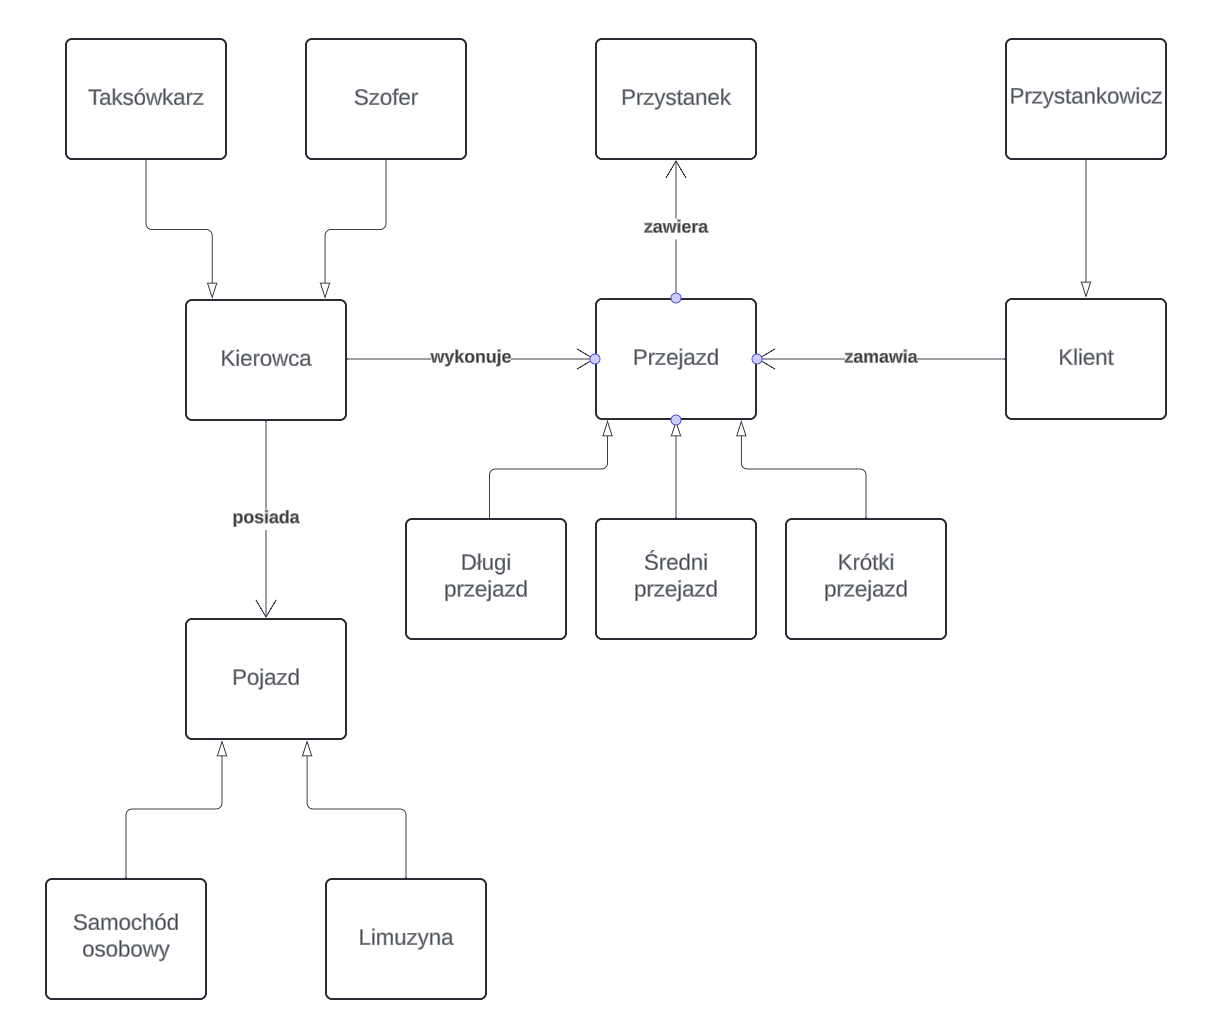 Taksówkarz
Szofer
Przystanek
Przystankowicz
zawiera
Kierowca
wykonuje
Przejazd
zamawia
Klient
posiada
Długi
przejazd
Średni
przejazd
Krótki
przejazd
Pojazd
Samochód
osobowy
Limuzyna